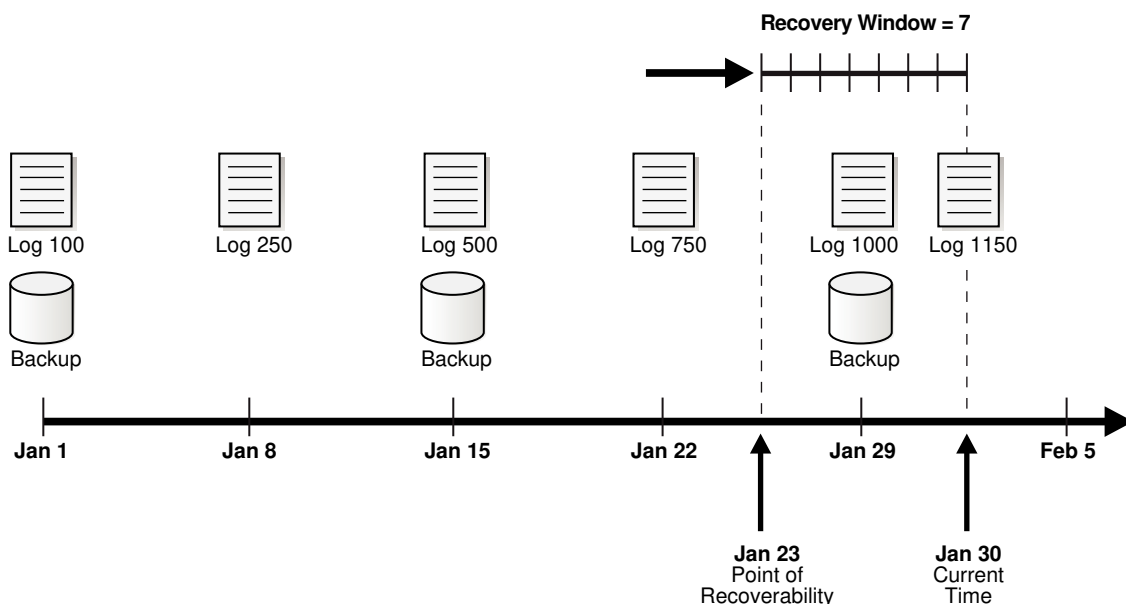 Recovery Window = 7
Log 100
Log 250
Log 500
Log 750
Log 1000
Log 1150
Backup
Backup
Backup
Jan 1
Jan 8
Jan 15
Jan 22
Jan 29
Feb 5
Jan 23
Point of
Recoverability
Jan 30
Current
Time